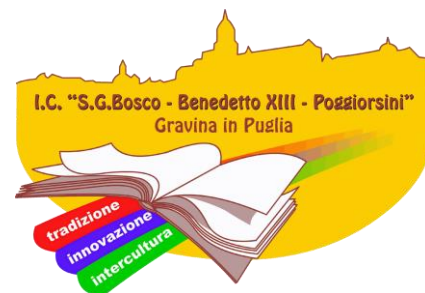 I.C. “S.G.Bosco - Benedetto XIII - Poggiorsini”
Gravina in Puglia
tradizione
innovazione
intercultura